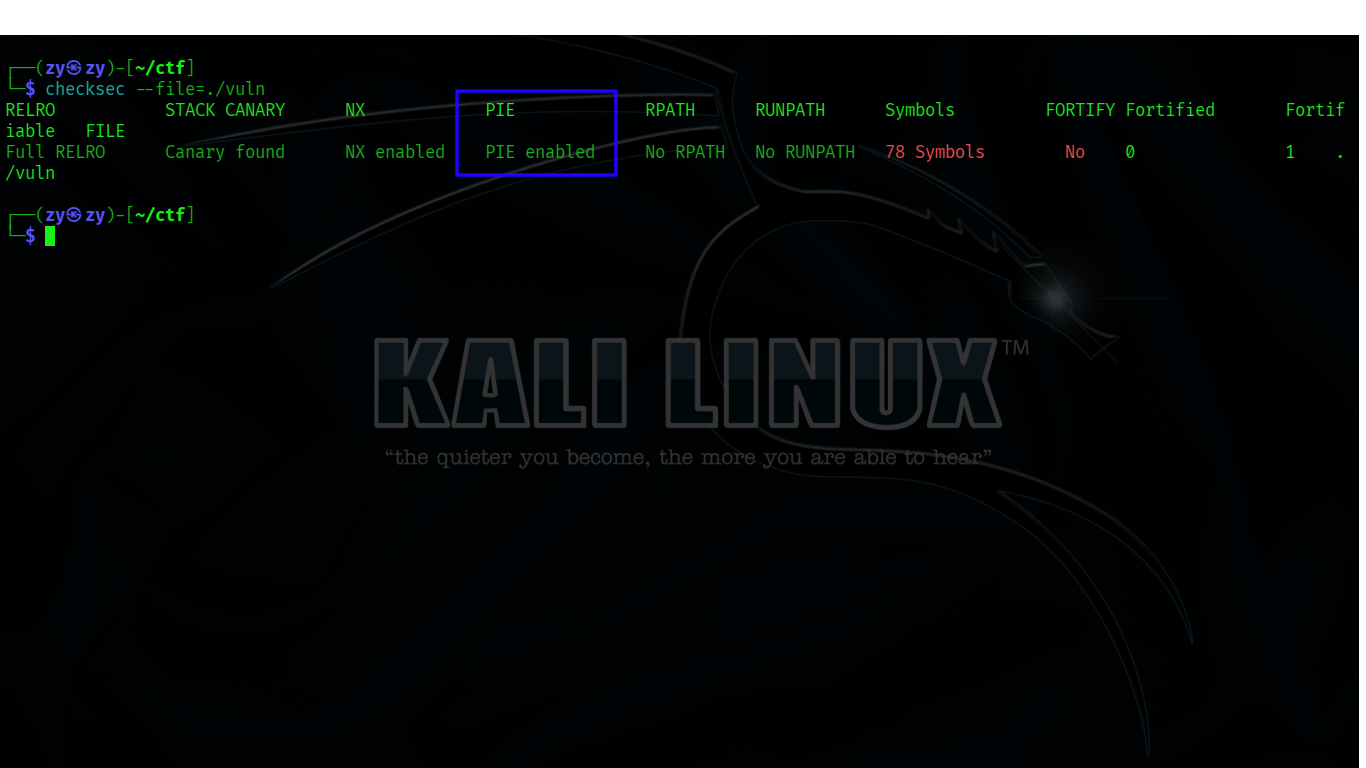 ┌──(zy㉿zy)-[~/ctf]
└─$ checksec --file=./vuln
RELRO           STACK CANARY      NX            PIE             RPATH      RUNPATH      Symbols         FORTIFY Fortified       Fortif
iable   FILE
Full RELRO      Canary found      NX enabled    PIE enabled     No RPATH   No RUNPATH   78 Symbols        No    0               1    .
/vuln
┌──(zy㉿zy)-[~/ctf]
└─$
KALI LINUX™
“the quieter you become, the more you are able to hear”